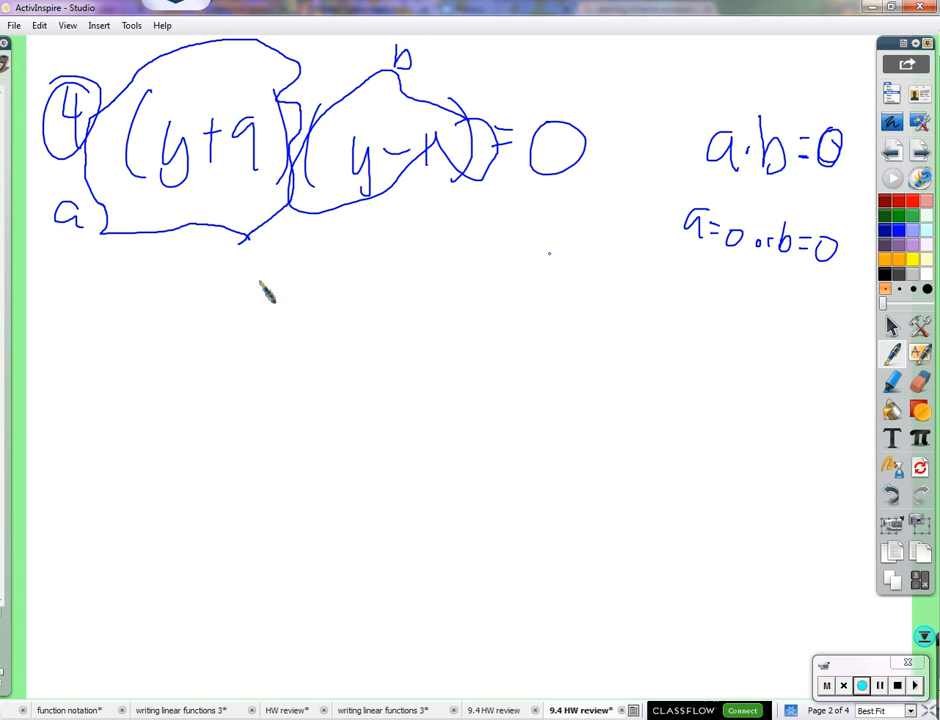 ActivInspire - Studio
File Edit View Insert Tools Help
b
④ (y+9) (y-11) = 0
a
a·b=0
a=0 or b=0
function notation* writing linear functions 3* HW review* writing linear functions 3* 9.4 HW review 9.4 HW review* CLASSFLOW Connect Page 2 of 4 Best Fit